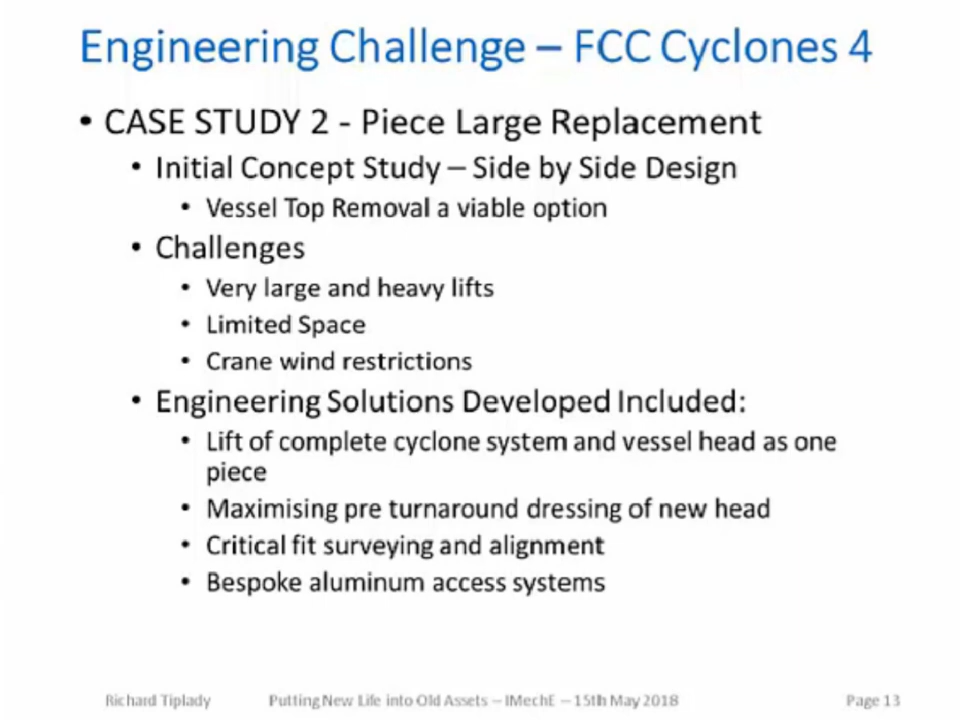 Engineering Challenge – FCC Cyclones 4
• CASE STUDY 2 - Piece Large Replacement
• Initial Concept Study – Side by Side Design
• Vessel Top Removal a viable option
• Challenges
• Very large and heavy lifts
• Limited Space
• Crane wind restrictions
• Engineering Solutions Developed Included:
• Lift of complete cyclone system and vessel head as one
piece
• Maximising pre turnaround dressing of new head
• Critical fit surveying and alignment
• Bespoke aluminum access systems
Richard Tiplady Putting New Life into Old Assets – IMechE – 15th May 2018 Page 13